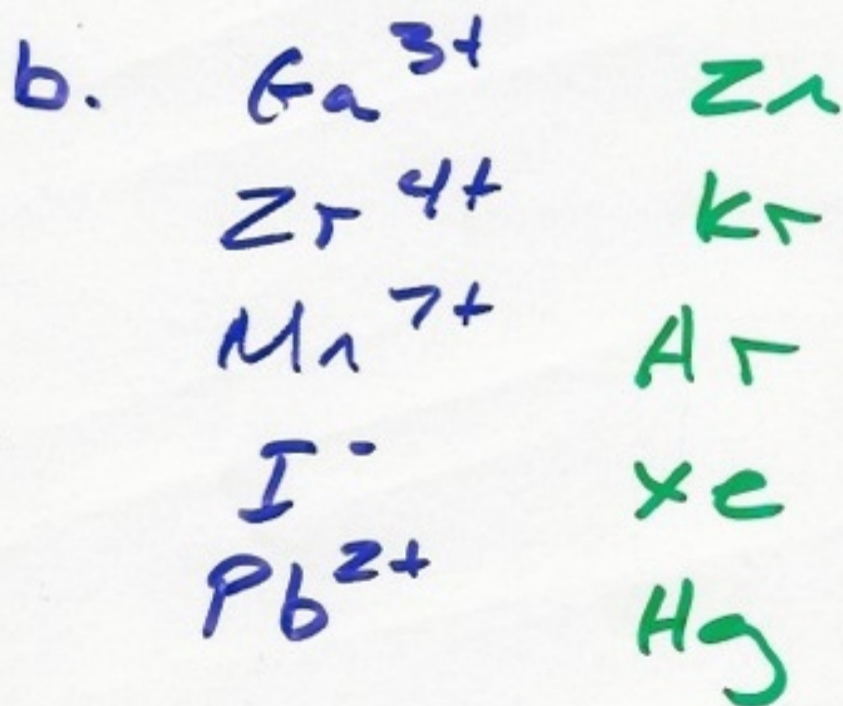 b. Ga³⁺ Zn
Zr⁴⁺ Kr
Mn⁷⁺ Ar
I⁻ Xe
Pb²⁺ Hg